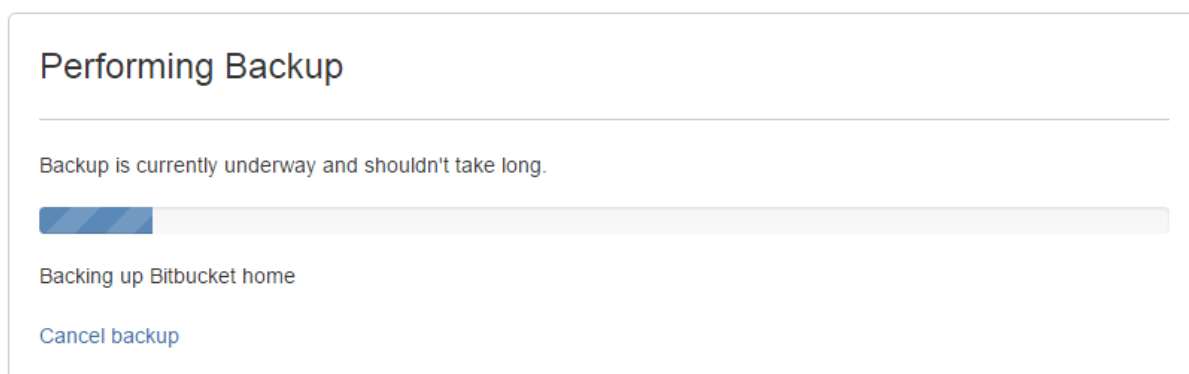 Performing Backup
Backup is currently underway and shouldn't take long.
Backing up Bitbucket home
Cancel backup